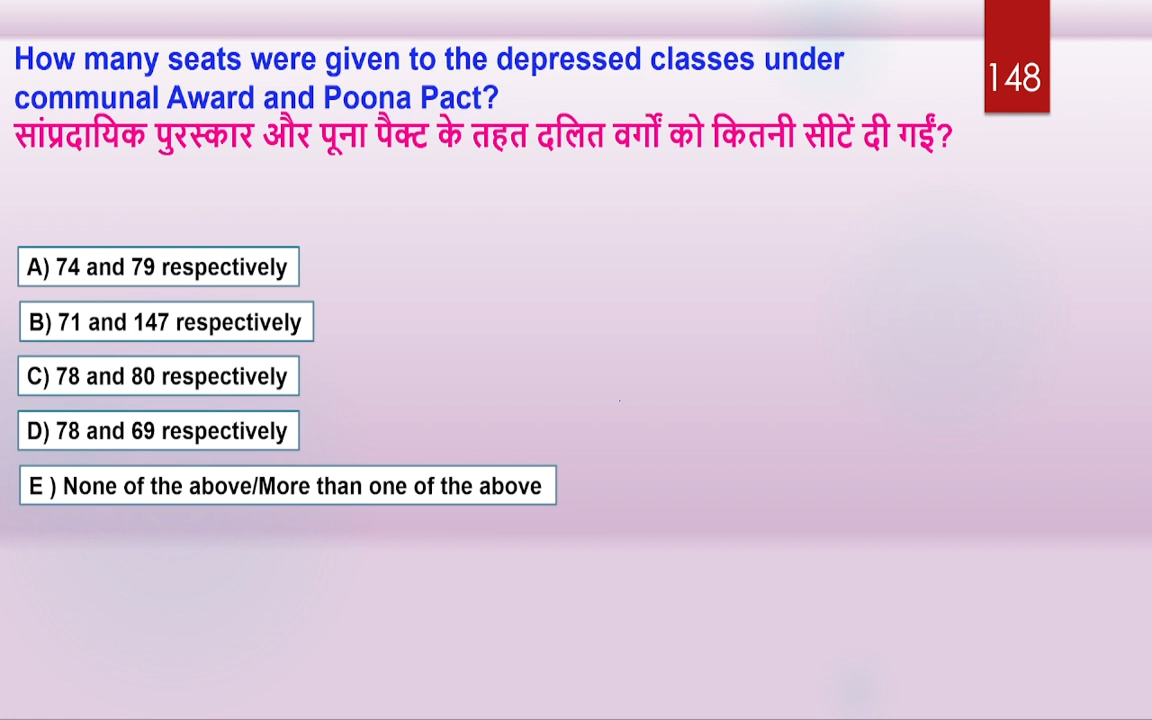 How many seats were given to the depressed classes under
communal Award and Poona Pact?
सांप्रदायिक पुरस्कार और पूना पैक्ट के तहत दलित वर्गों को कितनी सीटें दी गईं?
148
A) 74 and 79 respectively
B) 71 and 147 respectively
C) 78 and 80 respectively
D) 78 and 69 respectively
E ) None of the above/More than one of the above